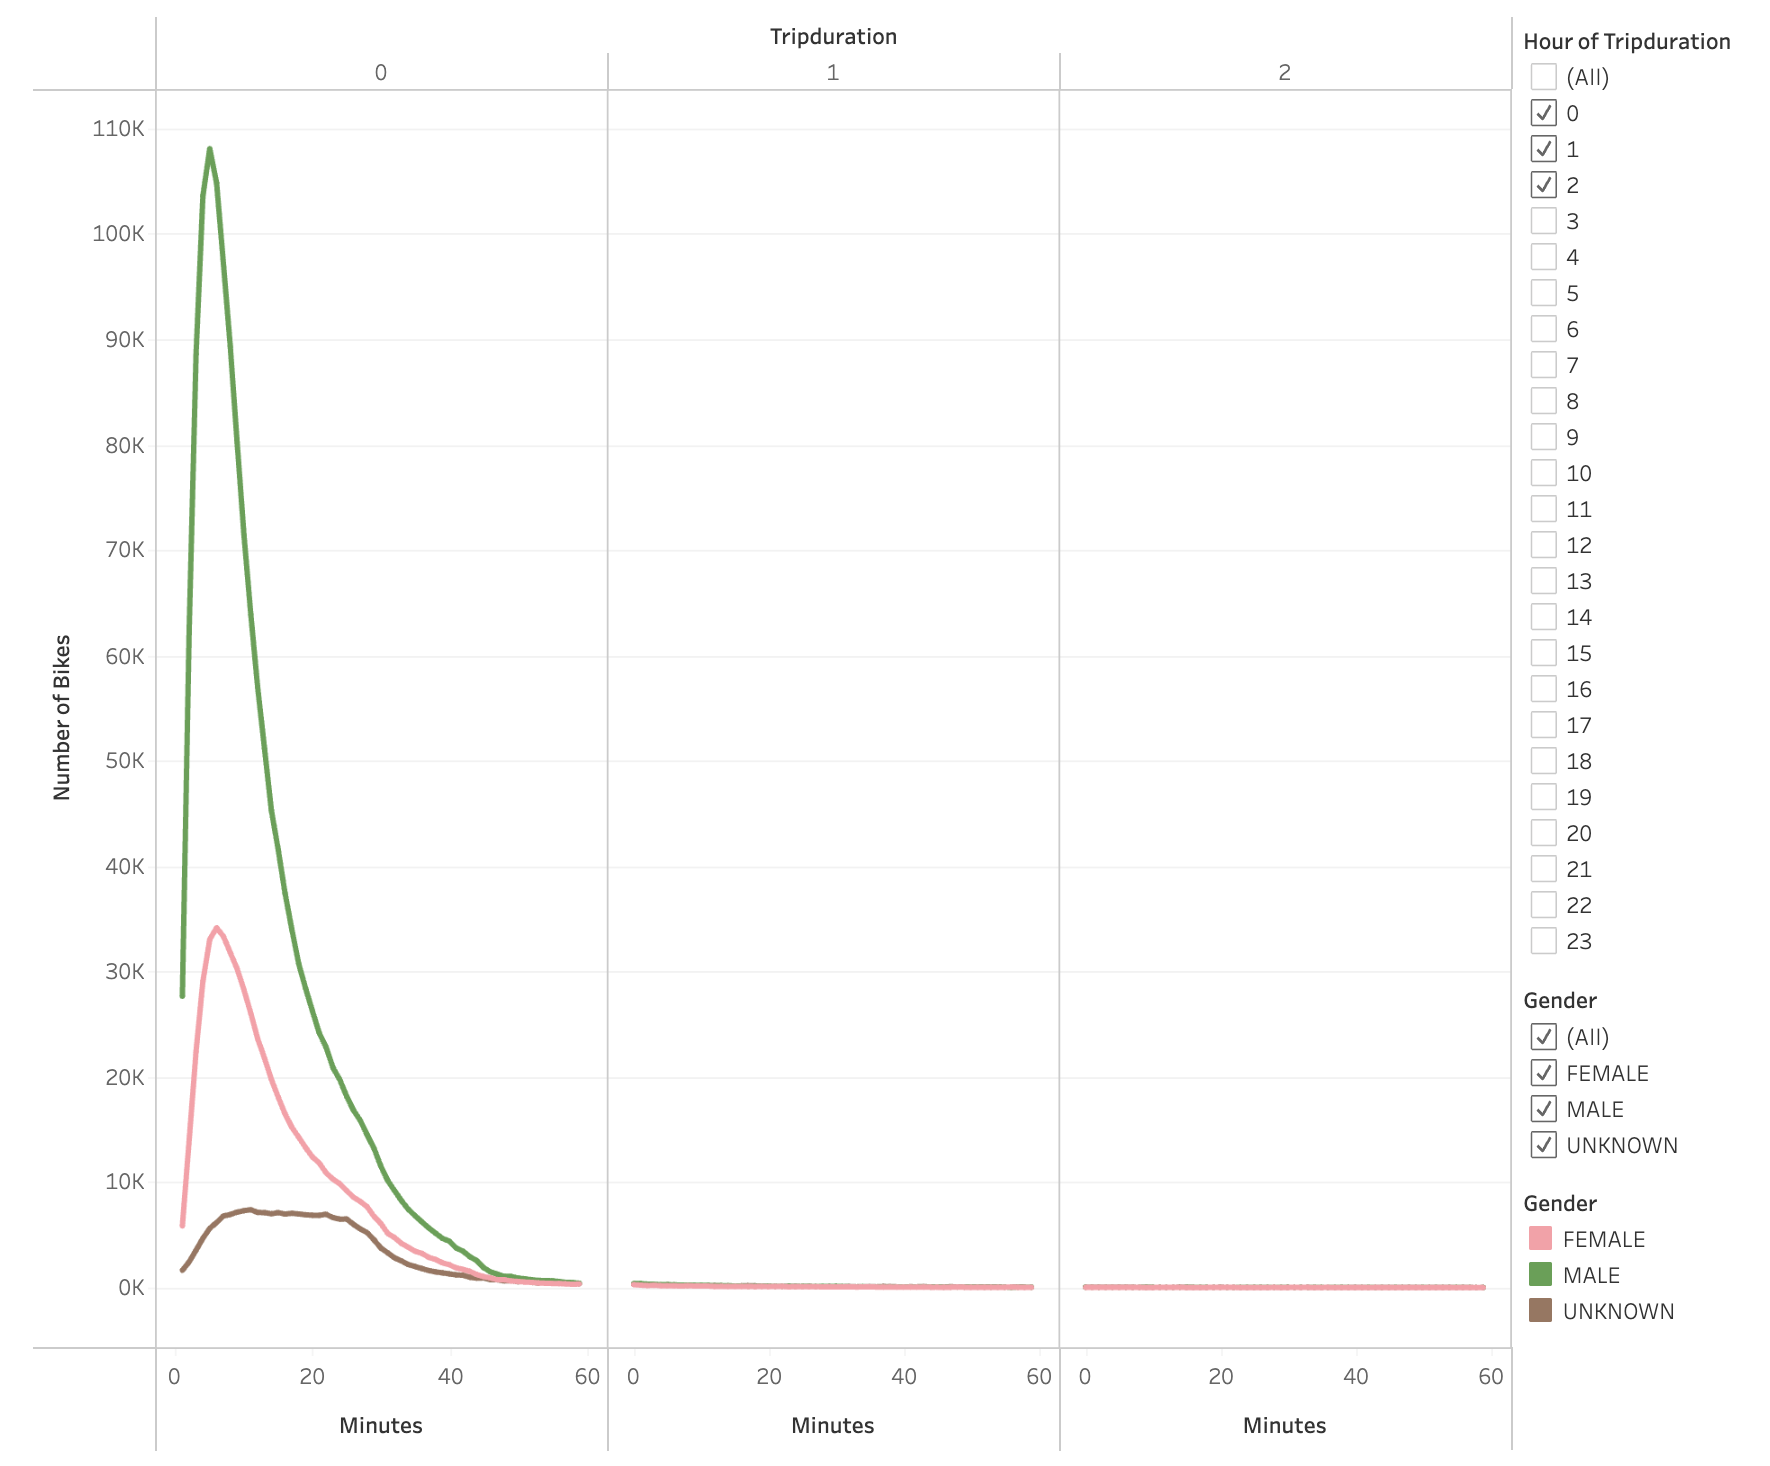 Tripduration
0 1 2
110K
100K
90K
80K
70K
60K
50K
40K
30K
20K
10K
0K
Number of Bikes
0 20 40 60 0 20 40 60 0 20 40 60
Minutes Minutes Minutes
Hour of Tripduration
(All)
0
1
2
3
4
5
6
7
8
9
10
11
12
13
14
15
16
17
18
19
20
21
22
23
Gender
(All)
FEMALE
MALE
UNKNOWN
Gender
FEMALE
MALE
UNKNOWN